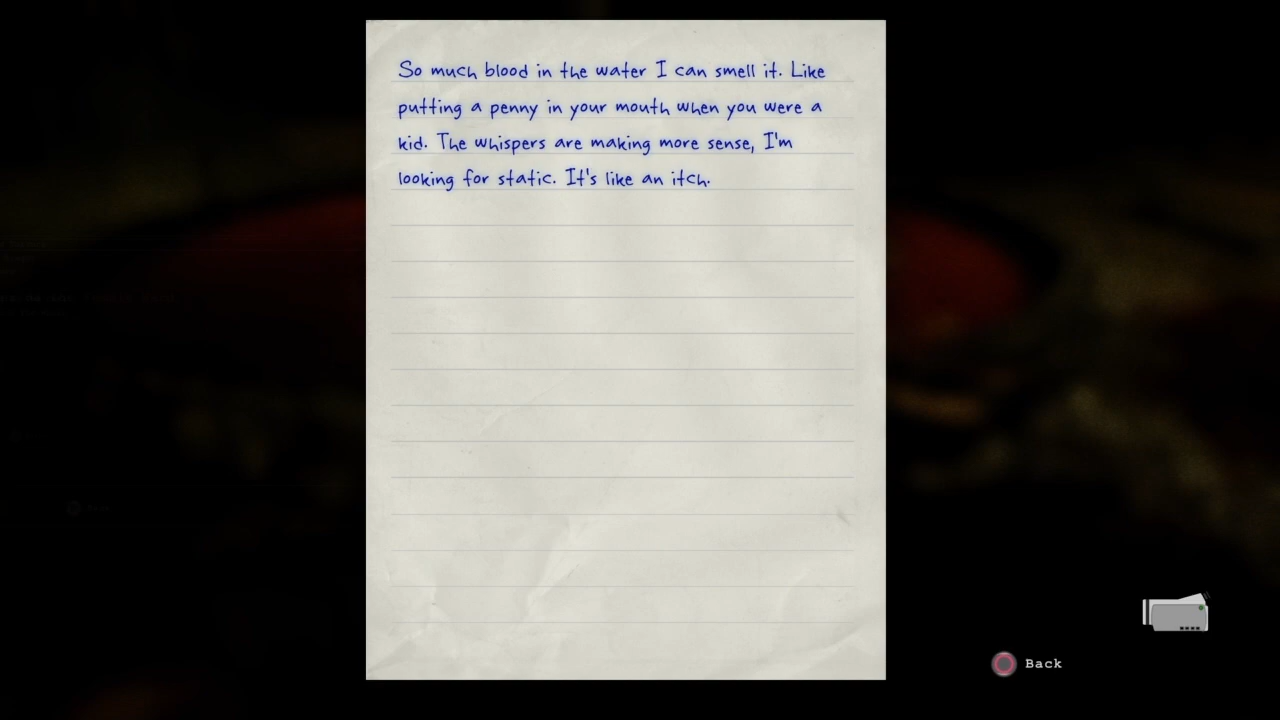 So much blood in the water I can smell it. Like
putting a penny in your mouth when you were a
kid. The whispers are making more sense, I'm
looking for static. It's like an itch.
Back